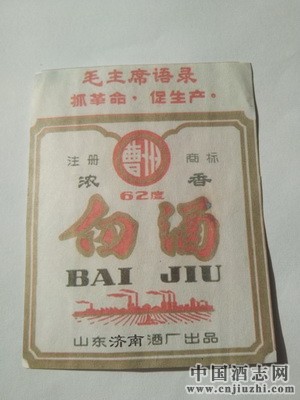 毛主席语录
抓革命·促生产·
注册 曹州 商标
浓 香
62度
白酒
BAI JIU
山东济南酒厂出品
中国酒志网
www.cnjiuzhi.com